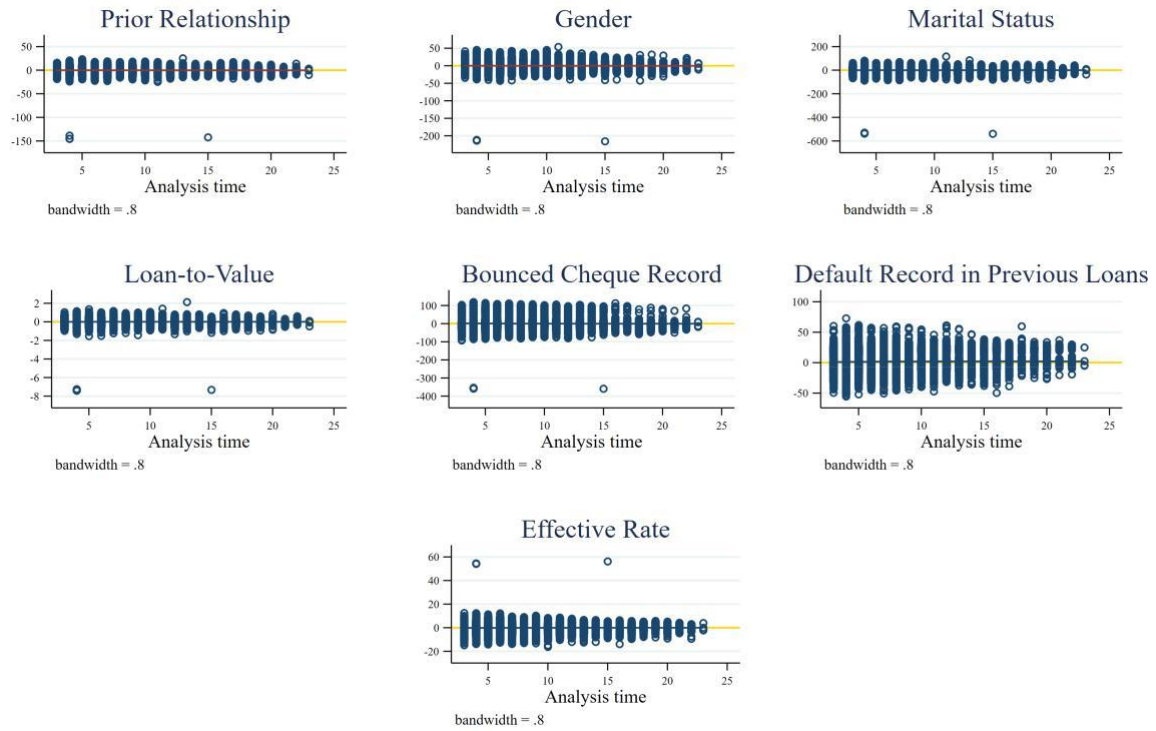 Prior Relationship
50
0
-50
-100
-150
5 10 15 20 25
Analysis time
bandwidth = .8
Gender
50
0
-50
-100
-150
-200
5 10 15 20 25
Analysis time
bandwidth = .8
Marital Status
200
0
-200
-400
-600
5 10 15 20 25
Analysis time
bandwidth = .8
Loan-to-Value
2
0
-2
-4
-6
-8
5 10 15 20 25
Analysis time
bandwidth = .8
Bounced Cheque Record
100
0
-100
-200
-300
-400
5 10 15 20 25
Analysis time
bandwidth = .8
Default Record in Previous Loans
100
50
0
-50
5 10 15 20 25
Analysis time
bandwidth = .8
Effective Rate
60
40
20
0
-20
5 10 15 20 25
Analysis time
bandwidth = .8